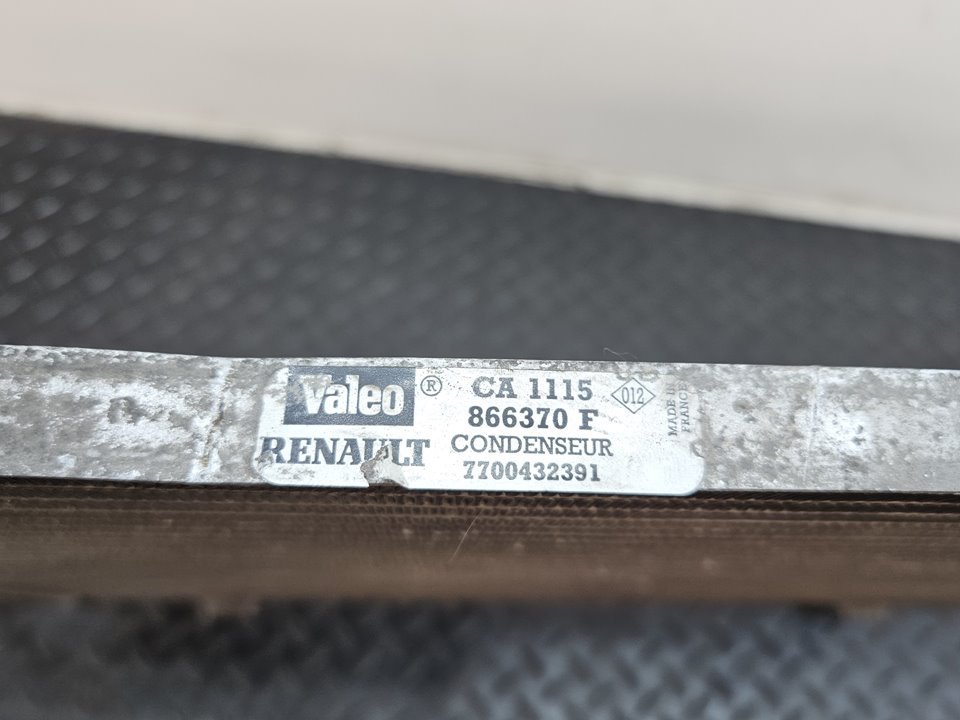 Valeo ®
RENAULT
CA 1115
866370 F
CONDENSEUR
7700432391
012
MADE IN
FRANCE